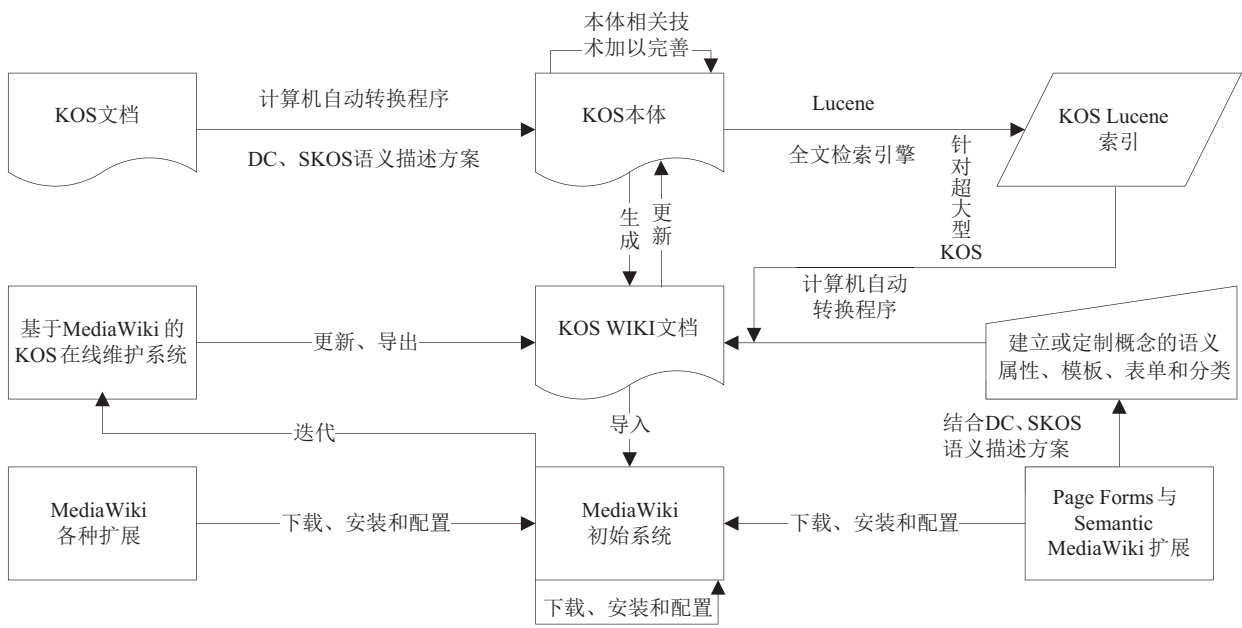 本体相关技
术加以完善
KOS文档
计算机自动转换程序
DC、SKOS语义描述方案
KOS本体
Lucene
全文检索引擎
KOS Lucene
索引
针对超大型
KOS
生成
更新
计算机自动
转换程序
基于MediaWiki 的
KOS 在线维护系统
更新、导出
KOS WIKI文档
建立或定制概念的语义
属性、模板、表单和分类
迭代
导入
结合DC、SKOS
语义描述方案
MediaWiki
各种扩展
下载、安装和配置
MediaWiki
初始系统
下载、安装和配置
Page Forms 与
Semantic
MediaWiki 扩展
下载、安装和配置